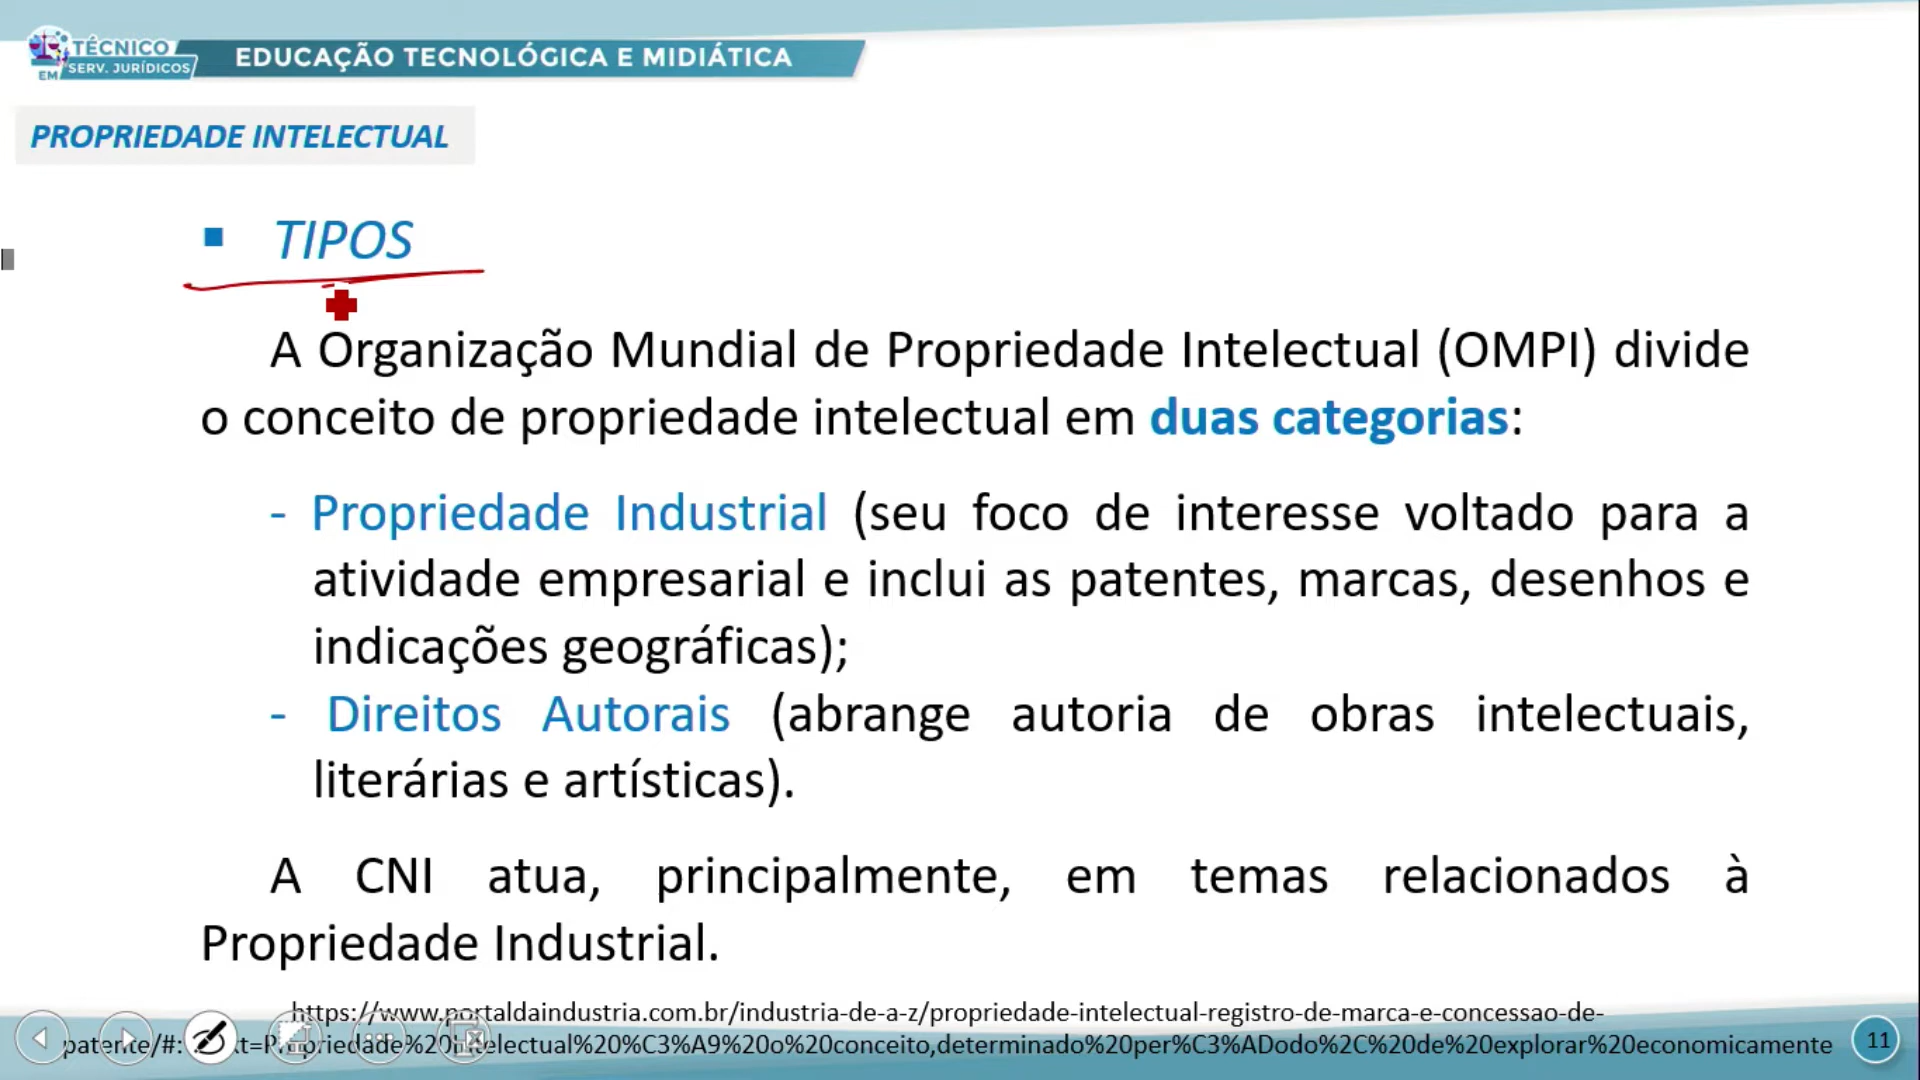 TÉCNICO
EM SERV. JURÍDICOS
EDUCAÇÃO TECNOLÓGICA E MIDIÁTICA
PROPRIEDADE INTELECTUAL
▪ TIPOS
A Organização Mundial de Propriedade Intelectual (OMPI) divide
o conceito de propriedade intelectual em duas categorias:
- Propriedade Industrial (seu foco de interesse voltado para a
atividade empresarial e inclui as patentes, marcas, desenhos e
indicações geográficas);
- Direitos Autorais (abrange autoria de obras intelectuais,
literárias e artísticas).
A CNI atua, principalmente, em temas relacionados à
Propriedade Industrial.
https://www.portaldaindustria.com.br/industria-de-a-z/propriedade-intelectual-registro-de-marca-e-concessao-de-
patente/#: t=Propriedade%20Intelectual%20%C3%A9%20o%20conceito,determinado%20per%C3%ADodo%2C%20de%20explorar%20economicamente
11